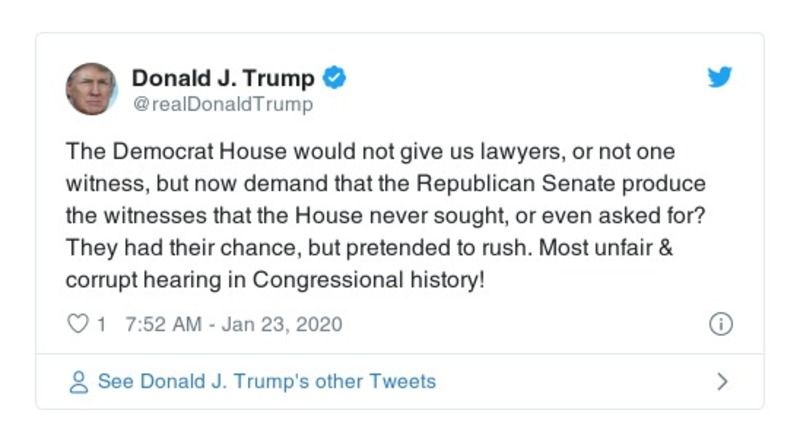 Donald J. Trump
@realDonaldTrump
The Democrat House would not give us lawyers, or not one
witness, but now demand that the Republican Senate produce
the witnesses that the House never sought, or even asked for?
They had their chance, but pretended to rush. Most unfair &
corrupt hearing in Congressional history!
1 7:52 AM - Jan 23, 2020
See Donald J. Trump's other Tweets